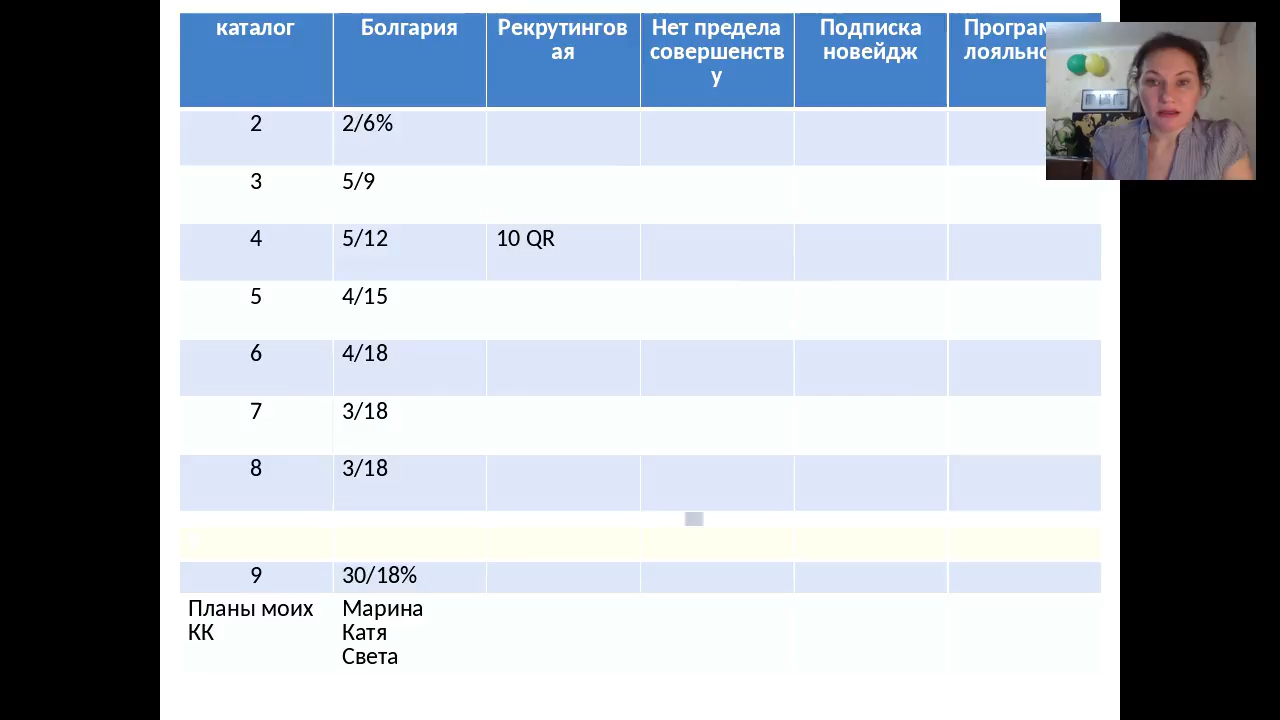 каталог
Болгария
Рекрутингов
ая
Нет предела
совершенств
у
Подписка
новейдж
2
2/6%
3
5/9
4
5/12
10 QR
5
4/15
6
4/18
7
3/18
8
3/18
9
30/18%
Планы моих
КК
Марина
Катя
Света